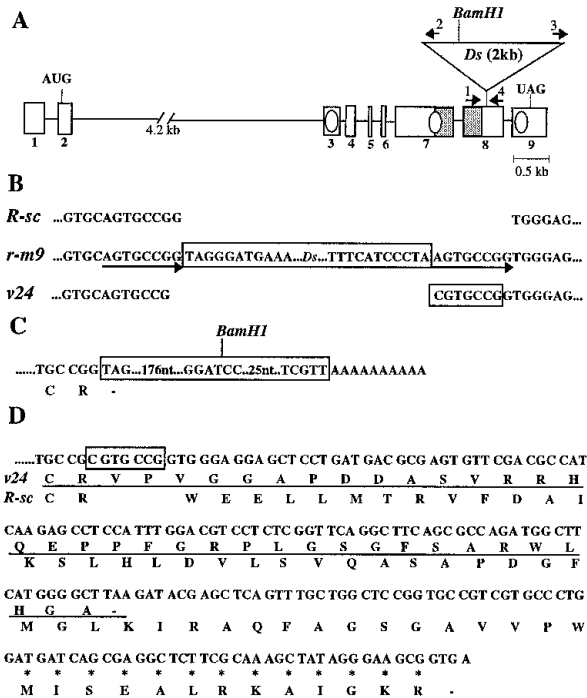 A
BamH1
2
3
Ds (2kb)
AUG
1
4
UAG
4.2 kb
1 2 3 4 5 6 7 8 9
0.5 kb
B
R-sc ...GTGCAGTGCCGG TGGGAG...
r-m9 ...GTGCAGTGCCGGTAGGGATGAAA...Ds...TTTCATCCCTAAGTGCCGGTGGGAG...
v24 ...GTGCAGTGCCG CGTGCCGGTGGGAG...
C
BamH1
......TGC CGG TAG...176nt...GGATCC..25nt..TCGTT AAAAAAAAAA
C R -
D
......TGC CGC GTG CCG GTG GGA GGA GCT CCT GAT GAC GCG AGT GTT CGA CGC CAT
v24 C R V P V G G A P D D A S V R R H
R-sc C R W E E L L M T R V F D A I
CAA GAG CCT CCA TTT GGA CGT CCT CTC GGT TCA GGC TTC AGC GCC AGA TGG CTT
Q E P P F G R P L G S G F S A R W L
K S L H L D V L S V Q A S A P D G F
CAT GGG GCT TAA GAT ACG AGC TCA GTT TGC TGG CTC CGG TGC CGT CGT GCC CTG
H G A -
M G L K I R A Q F A G S G A V V P W
GAT GAT CAG CGA GGC TCT TCG CAA AGC TAT AGG GAA GCG GTG A
* * * * * * * * * * * *
M I S E A L R K A I G K R -